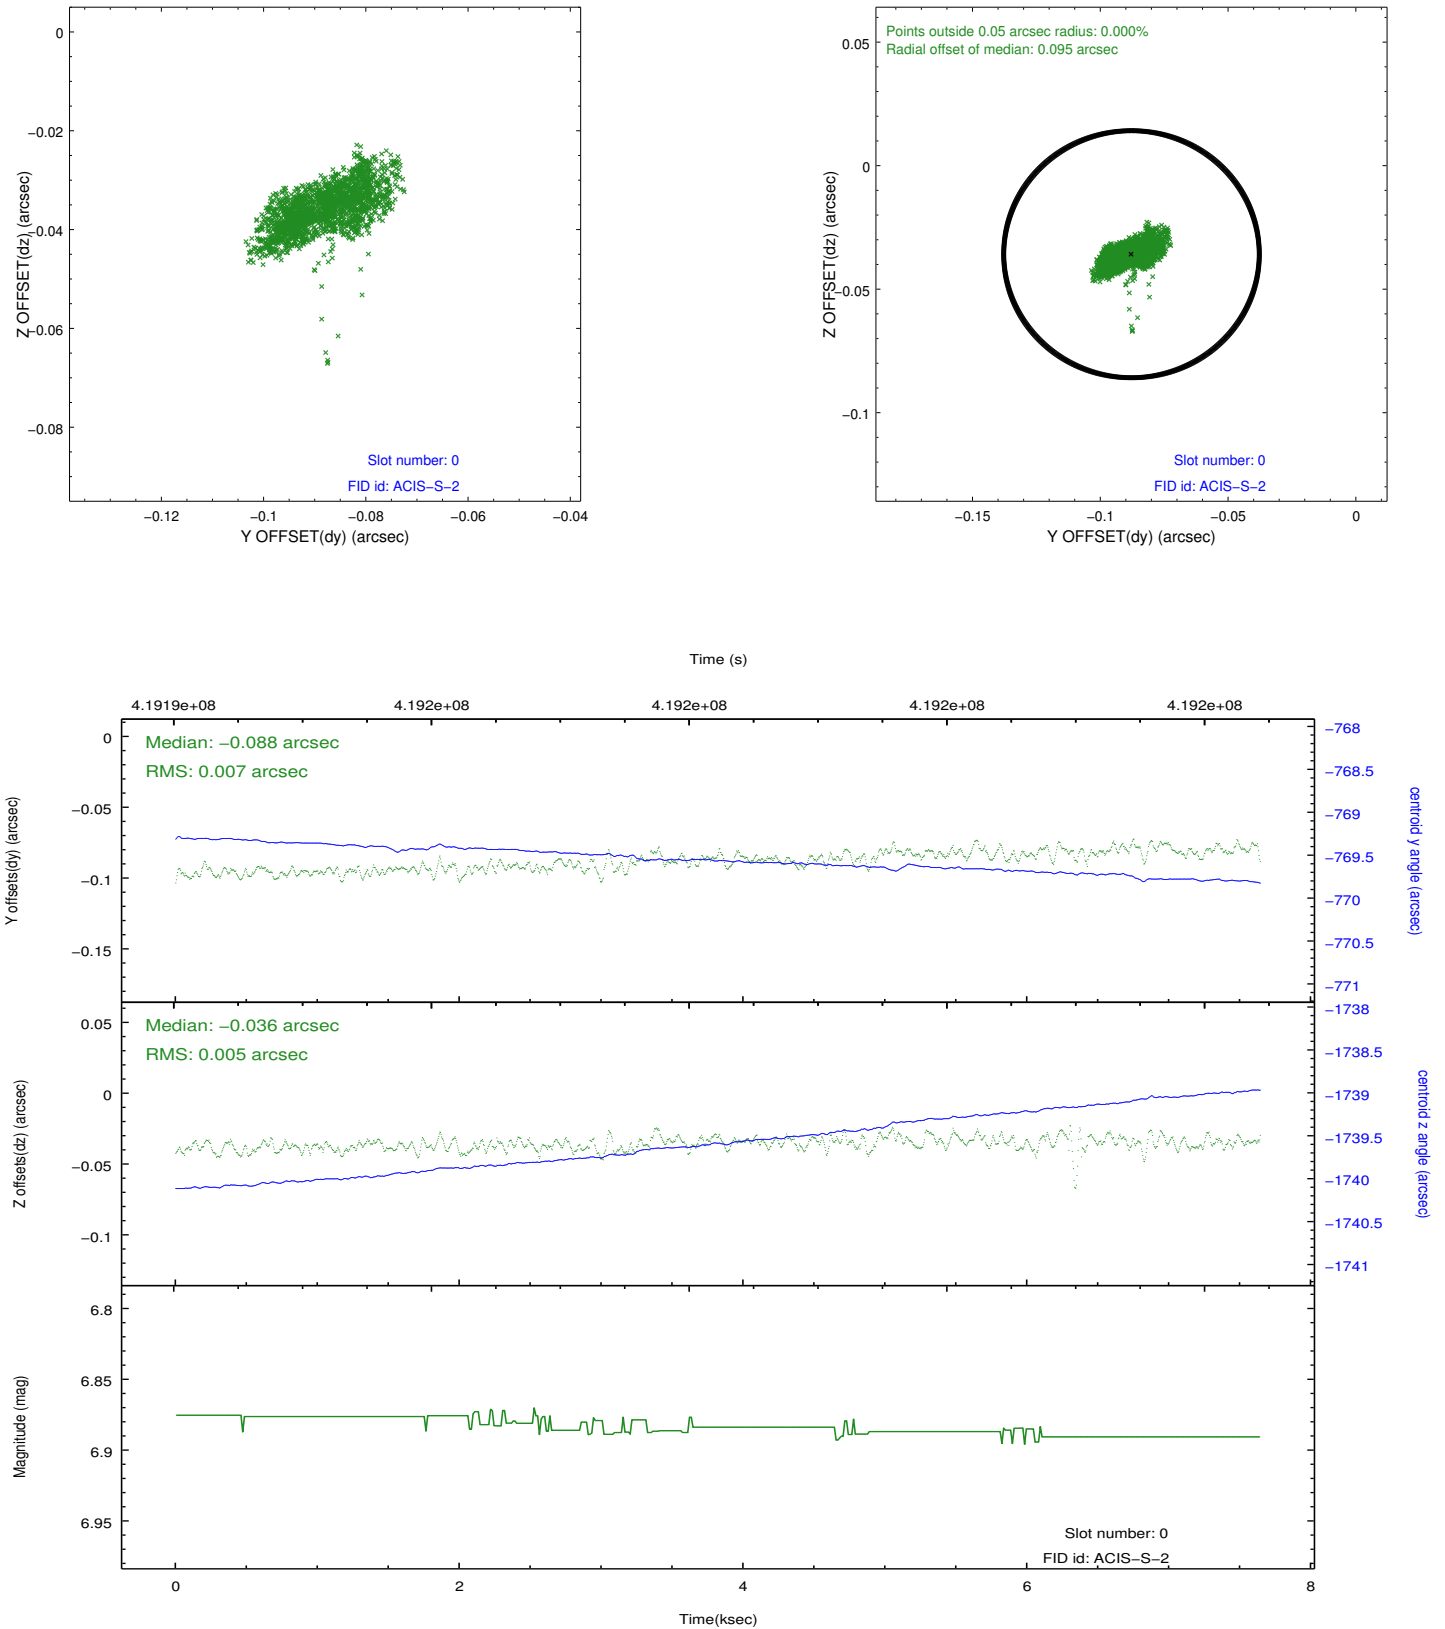 0
−0.02
−0.04
−0.06
−0.08
Z OFFSET(dz) (arcsec)
Slot number: 0
FID id: ACIS−S−2
−0.12
−0.1
−0.08
−0.06
−0.04
Y OFFSET(dy) (arcsec)
Points outside 0.05 arcsec radius: 0.000%
Radial offset of median: 0.095 arcsec
0.05
0
−0.05
−0.1
Z OFFSET(dz) (arcsec)
Slot number: 0
FID id: ACIS−S−2
−0.15
−0.1
−0.05
0
Y OFFSET(dy) (arcsec)
Time (s)
4.1919e+08
4.192e+08
4.192e+08
4.192e+08
4.192e+08
Median: −0.088 arcsec
RMS: 0.007 arcsec
0
−0.05
−0.1
−0.15
Y offsets(dy) (arcsec)
−768
−768.5
−769
−769.5
−770
−770.5
−771
centroid y angle (arcsec)
Median: −0.036 arcsec
RMS: 0.005 arcsec
0.05
0
−0.05
−0.1
Z offsets(dz) (arcsec)
−1738
−1738.5
−1739
−1739.5
−1740
−1740.5
−1741
centroid z angle (arcsec)
6.8
6.85
6.9
6.95
Magnitude (mag)
Slot number: 0
FID id: ACIS−S−2
0
2
4
6
8
Time(ksec)